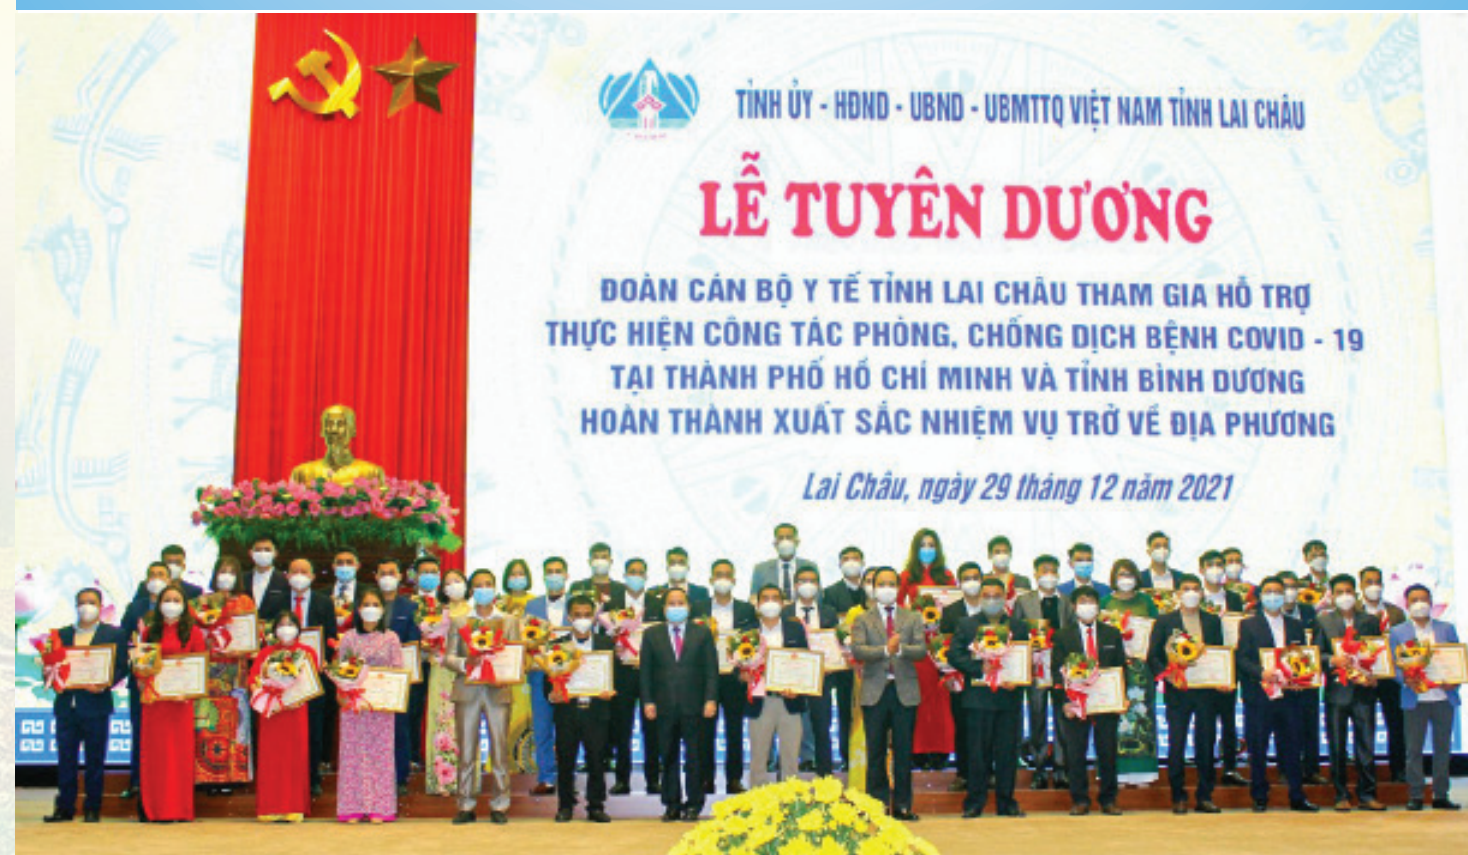 TỈNH ỦY - HĐND - UBND - UBMTTQ VIỆT NAM TỈNH LAI CHÂU
LỄ TUYÊN DƯƠNG
ĐOÀN CÁN BỘ Y TẾ TỈNH LAI CHÂU THAM GIA HỖ TRỢ
THỰC HIỆN CÔNG TÁC PHÒNG, CHỐNG DỊCH BỆNH COVID - 19
TẠI THÀNH PHỐ HỒ CHÍ MINH VÀ TỈNH BÌNH DƯƠNG
HOÀN THÀNH XUẤT SẮC NHIỆM VỤ TRỞ VỀ ĐỊA PHƯƠNG
Lai Châu, ngày 29 tháng 12 năm 2021